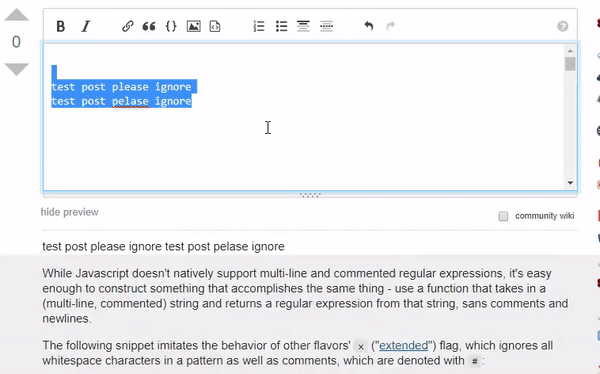 0
B I {} ?
test post please ignore
test post pelase ignore
hide preview
community wiki
test post please ignore test post pelase ignore
While Javascript doesn't natively support multi-line and commented regular expressions, it's easy
enough to construct something that accomplishes the same thing - use a function that takes in a
(multi-line, commented) string and returns a regular expression from that string, sans comments and
newlines.
The following snippet imitates the behavior of other flavors' x ("extended") flag, which ignores all
whitespace characters in a pattern as well as comments, which are denoted with #: